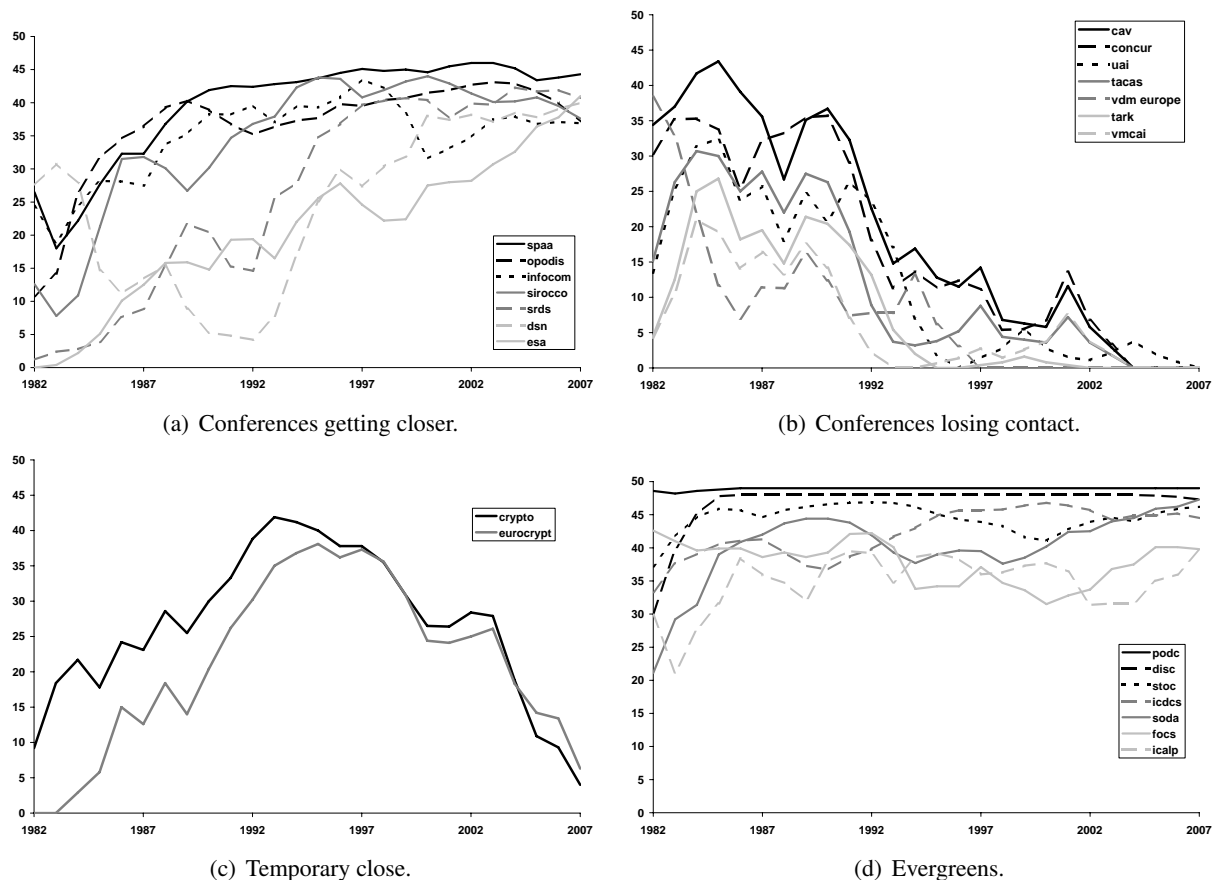 50
45
40
35
30
25
20
15
10
5
0
1982 1987 1992 1997 2002 2007
spaa
opodis
infocom
sirocco
srds
dsn
esa
(a) Conferences getting closer.
50
45
40
35
30
25
20
15
10
5
0
1982 1987 1992 1997 2002 2007
cav
concur
uai
tacas
vdm europe
tark
vmcai
(b) Conferences losing contact.
50
45
40
35
30
25
20
15
10
5
0
1982 1987 1992 1997 2002 2007
crypto
eurocrypt
(c) Temporary close.
50
45
40
35
30
25
20
15
10
5
0
1982 1987 1992 1997 2002 2007
podc
disc
stoc
icdcs
soda
focs
icalp
(d) Evergreens.